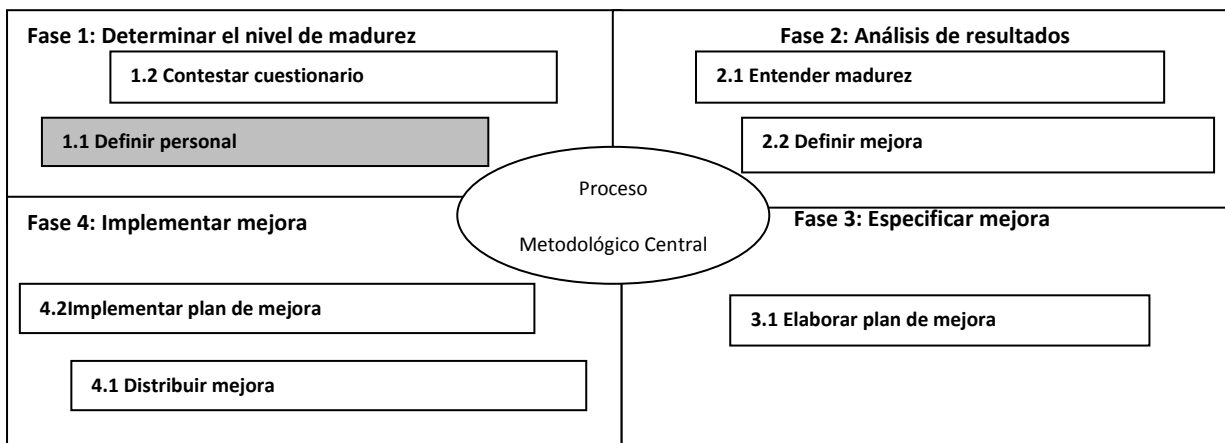 Fase 1: Determinar el nivel de madurez
1.2 Contestar cuestionario
1.1 Definir personal
Fase 2: Análisis de resultados
2.1 Entender madurez
2.2 Definir mejora
Proceso
Metodológico Central
Fase 4: Implementar mejora
4.2Implementar plan de mejora
4.1 Distribuir mejora
Fase 3: Especificar mejora
3.1 Elaborar plan de mejora